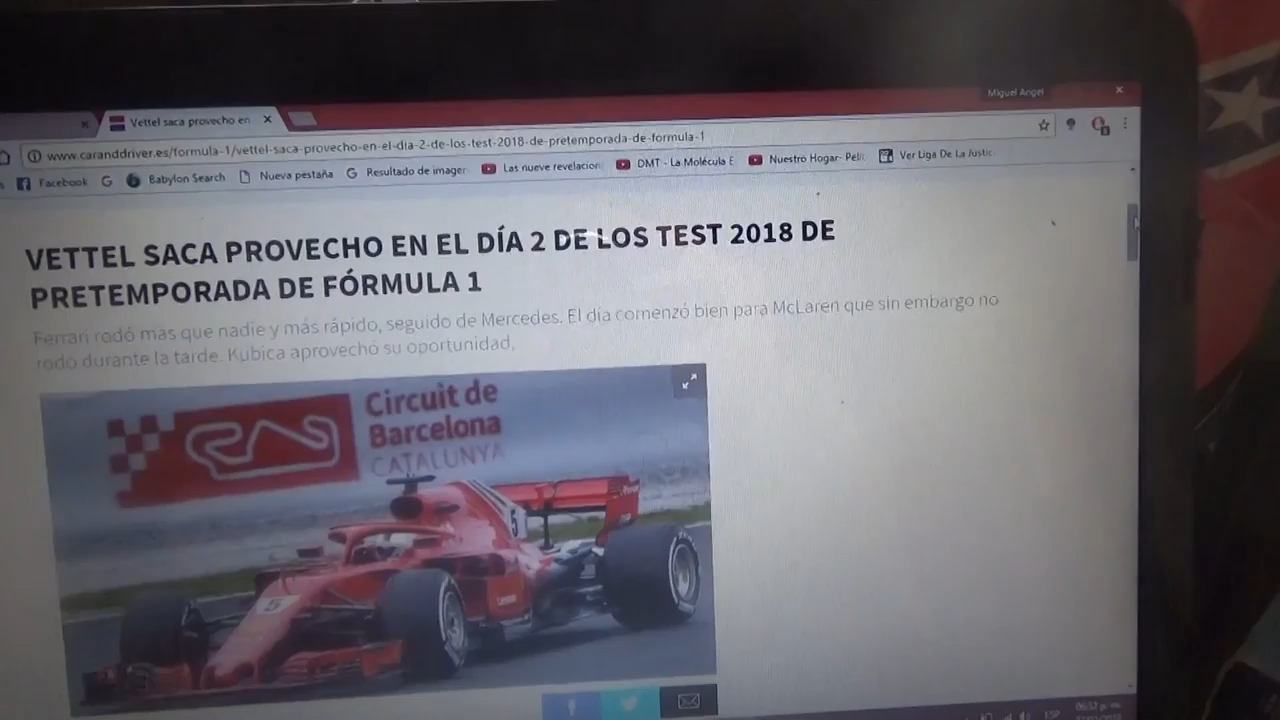 Miguel Angel
Vettel saca provecho en
www.caranddriver.es/formula-1/vettel-saca-provecho-en-el-dia-2-de-los-test-2018-de-pretemporada-de-formula-1
Facebook Babylon Search Nueva pestaña Resultado de imager Las nueve revelacion DMT - La Molécula E Nuestro Hogar- Pelíc Ver Liga De La Justic
VETTEL SACA PROVECHO EN EL DÍA 2 DE LOS TEST 2018 DE
PRETEMPORADA DE FÓRMULA 1
Ferrari rodó mas que nadie y más rápido, seguido de Mercedes. El día comenzó bien para McLaren que sin embargo no
rodo durante la tarde. Kubica aprovechó su oportunidad.
Circuit de
Barcelona
CATALUNYA
5
5
ESP